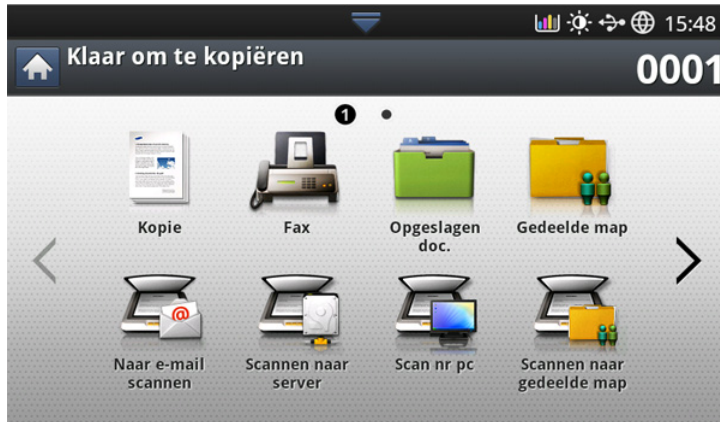 15:48
Klaar om te kopiëren
0001
1
Kopie
Fax
Opgeslagen
doc.
Gedeelde map
@
Naar e-mail
scannen
Scannen naar
server
Scan nr pc
Scannen naar
gedeelde map